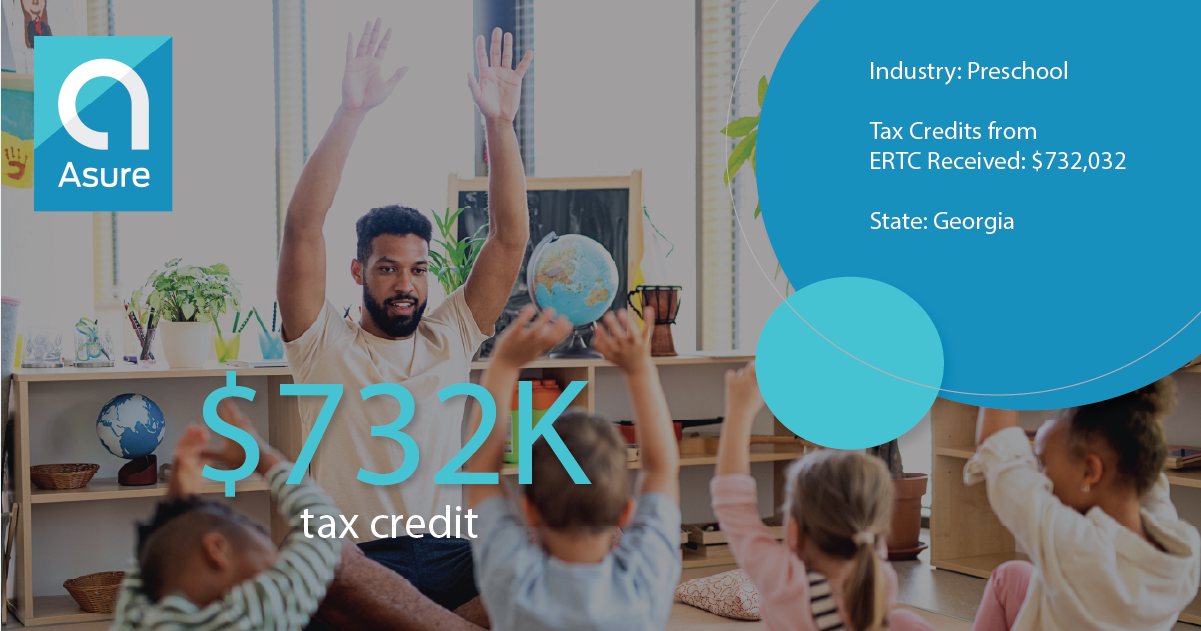 Asure
Industry: Preschool
Tax Credits from
ERTC Received: $732,032
State: Georgia
$732K
tax credit